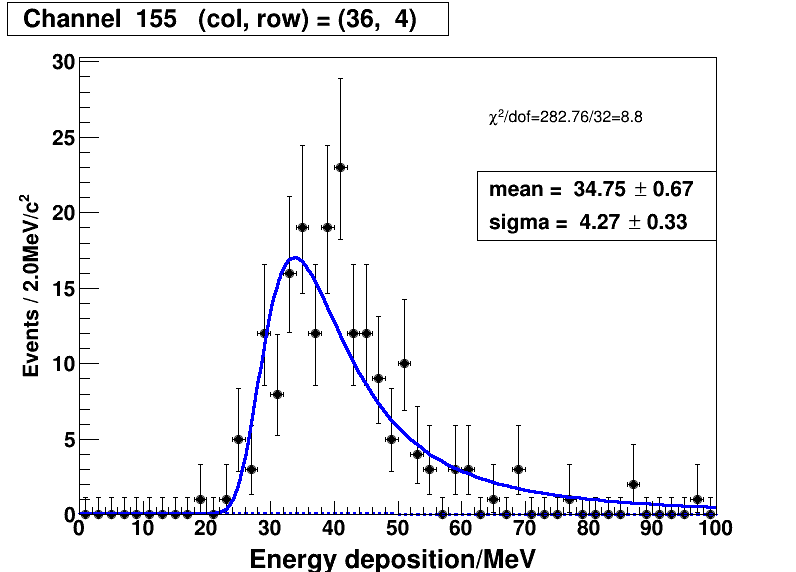 Channel 155 (col, row) = (36, 4)
χ²/dof=282.76/32=8.8
mean = 34.75 ± 0.67
sigma = 4.27 ± 0.33
Events / 2.0MeV/c²
30
25
20
15
10
5
0
0 10 20 30 40 50 60 70 80 90 100
Energy deposition/MeV